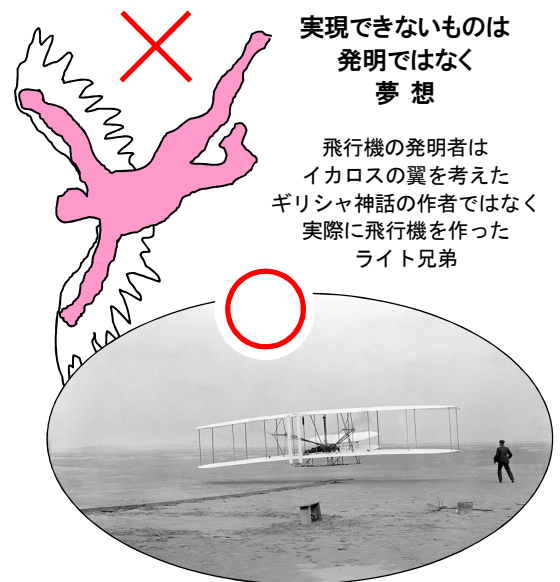 実現できないものは
発明ではなく
夢 想
飛行機の発明者は
イカロスの翼を考えた
ギリシャ神話の作者ではなく
実際に飛行機を作った
ライト兄弟